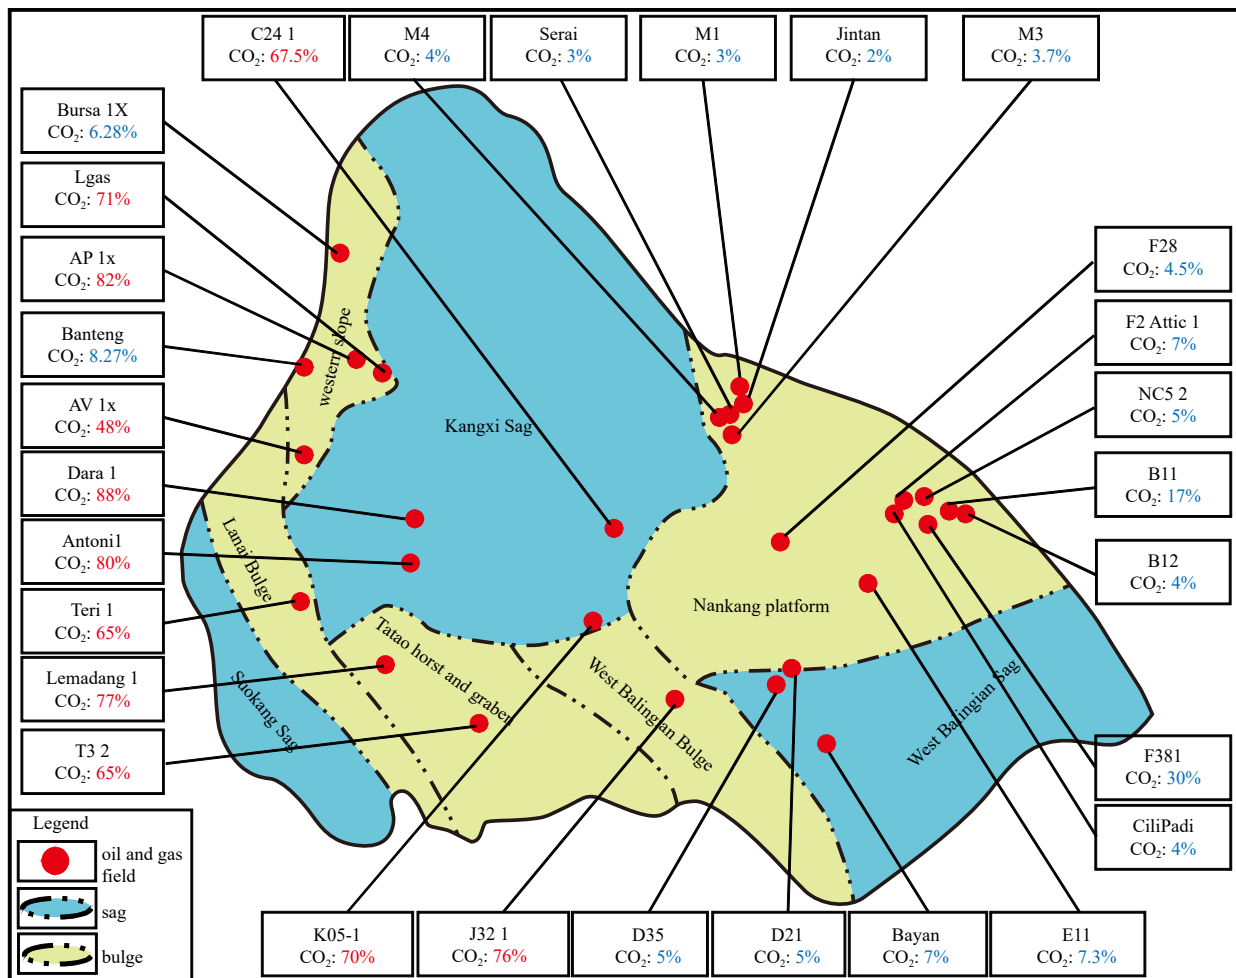 C24 1
CO₂: 67.5%
M4
CO₂: 4%
Serai
CO₂: 3%
M1
CO₂: 3%
Jintan
CO₂: 2%
M3
CO₂: 3.7%
Bursa 1X
CO₂: 6.28%
Lgas
CO₂: 71%
AP 1x
CO₂: 82%
Banteng
CO₂: 8.27%
AV 1x
CO₂: 48%
Dara 1
CO₂: 88%
Antoni1
CO₂: 80%
Teri 1
CO₂: 65%
Lemadang 1
CO₂: 77%
T3 2
CO₂: 65%
western slope
Kangxi Sag
Lanai Bulge
Suokang Sag
Tatao horst and graben
West Balingian Bulge
Nankang platform
West Balingian Sag
F28
CO₂: 4.5%
F2 Attic 1
CO₂: 7%
NC5 2
CO₂: 5%
B11
CO₂: 17%
B12
CO₂: 4%
F381
CO₂: 30%
CiliPadi
CO₂: 4%
Legend
oil and gas
field
sag
bulge
K05-1
CO₂: 70%
J32 1
CO₂: 76%
D35
CO₂: 5%
D21
CO₂: 5%
Bayan
CO₂: 7%
E11
CO₂: 7.3%